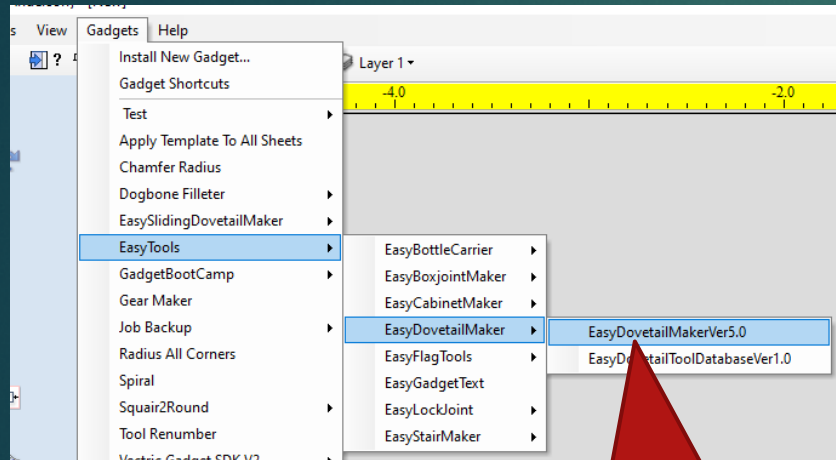 View Gadgets Help
Install New Gadget...
?
Layer 1
Gadget Shortcuts
-4.0 -2.0
Test
Apply Template To All Sheets
Chamfer Radius
Dogbone Filleter
EasySlidingDovetailMaker
EasyTools
EasyBottleCarrier
GadgetBootCamp
EasyBoxjointMaker
Gear Maker
EasyCabinetMaker
Job Backup
EasyDovetailMaker
EasyDovetailMakerVer5.0
Radius All Corners
EasyFlagTools
Spiral
EasyGadgetText
Squair2Round
EasyLockJoint
Tool Renumber
EasyStairMaker